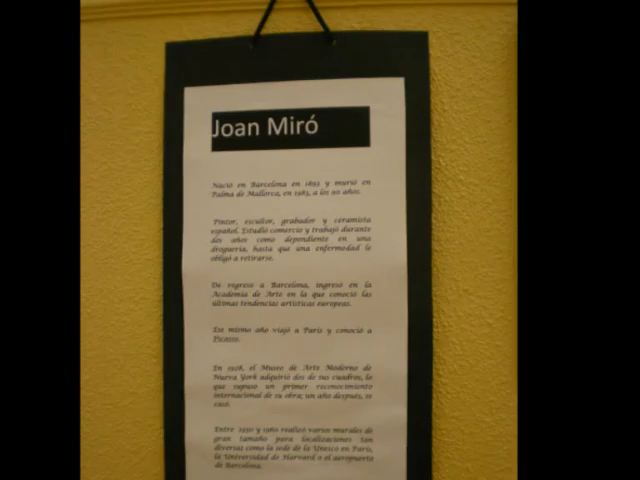 Joan Miró
Nació en Barcelona en 1893 y murió en
Palma de Mallorca, en 1983, a los 90 años.
Pintor, escultor, grabador y ceramista
español. Estudió comercio y trabajó durante
dos años como dependiente en una
droguería, hasta que una enfermedad le
obligó a retirarse.
De regreso a Barcelona, ingresó en la
Academia de Arte en la que conoció las
últimas tendencias artísticas europeas.
Ese mismo año viajó a París y conoció a
Picasso.
En 1928, el Museo de Arte Moderno de
Nueva York adquirió dos de sus cuadros, lo
que supuso un primer reconocimiento
internacional de su obra; un año después, se
casó.
Entre 1950 y 1960 realizó varios murales de
gran tamaño para localizaciones tan
diversas como la sede de la Unesco en París,
la Universidad de Harvard o el aeropuerto
de Barcelona.